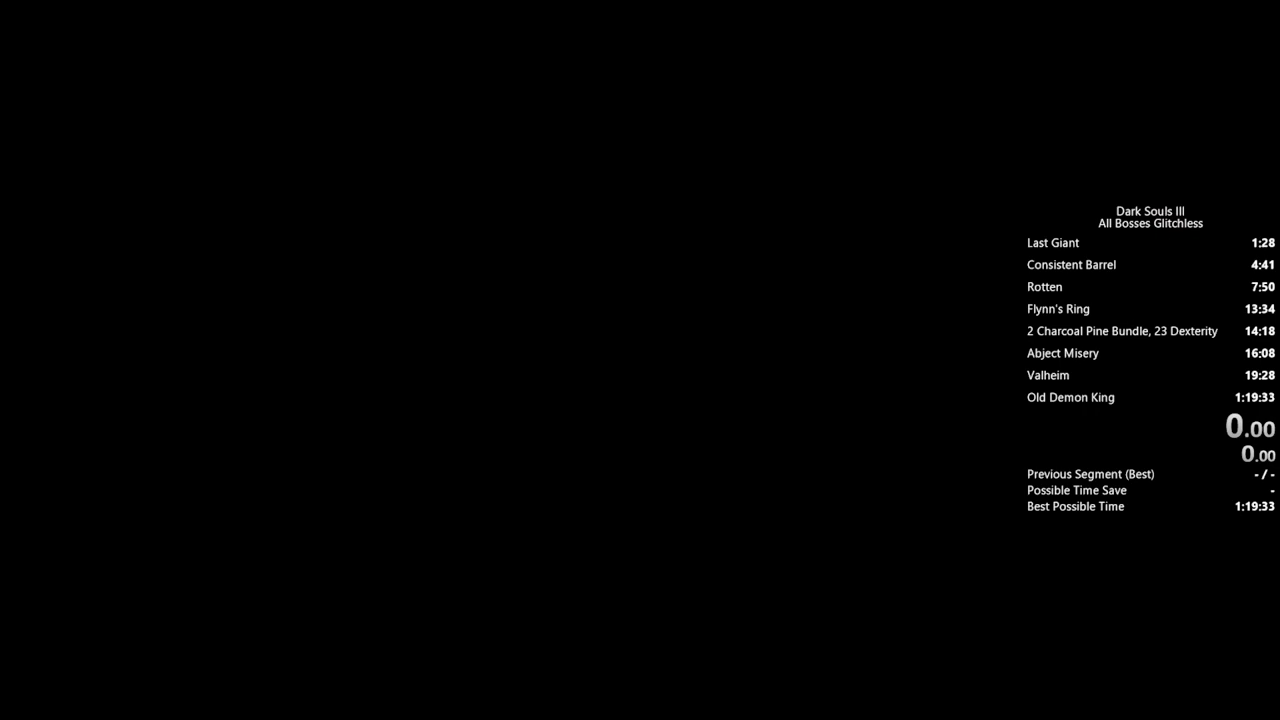 Dark Souls III
All Bosses Glitchless
Last Giant 1:28
Consistent Barrel 4:41
Rotten 7:50
Flynn's Ring 13:34
2 Charcoal Pine Bundle, 23 Dexterity 14:18
Abject Misery 16:08
Valheim 19:28
Old Demon King 1:19:33
0.00
0.00
Previous Segment (Best) - / -
Possible Time Save -
Best Possible Time 1:19:33